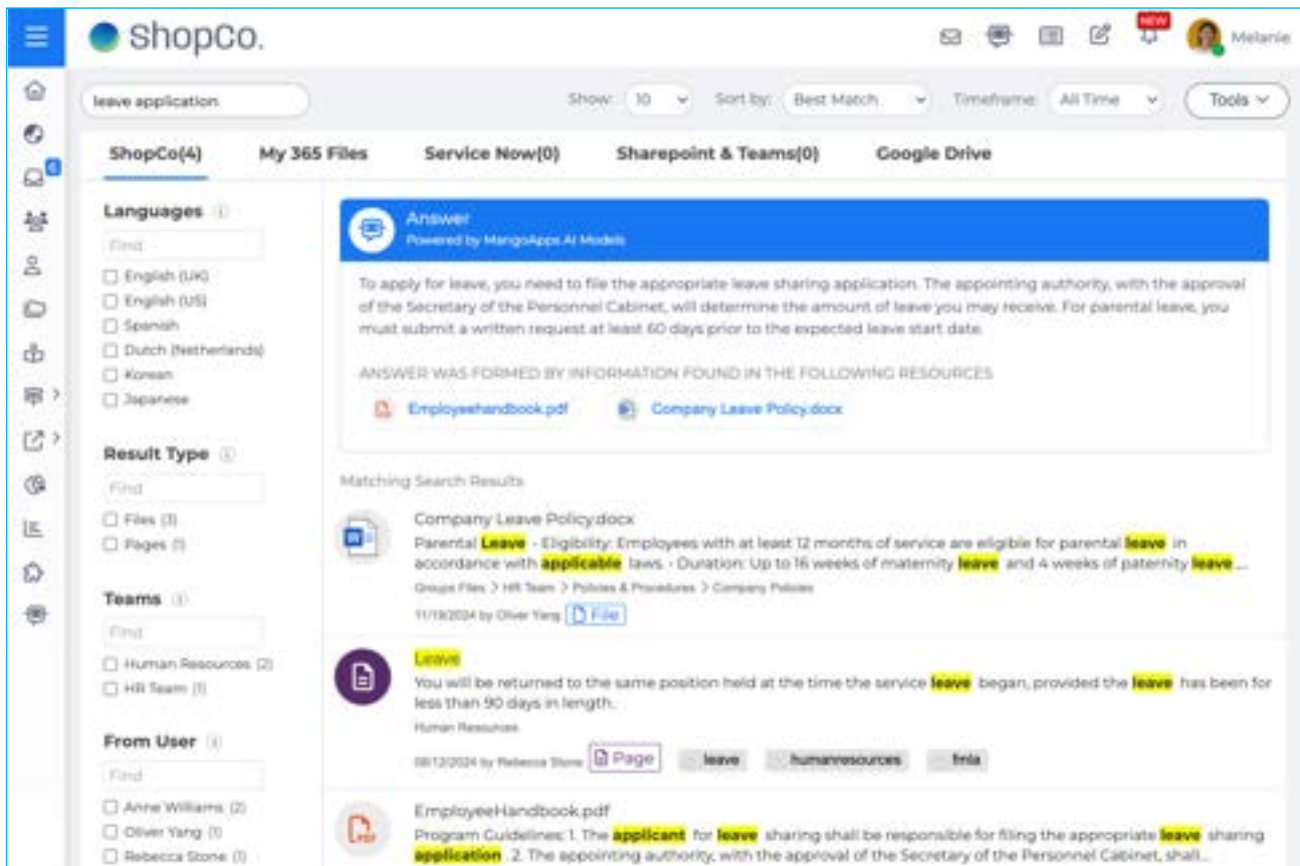 ShopCo.
NEW
Melanie
leave application
Show: 10
Sort by: Best Match
Timeframe: All Time
Tools
6
ShopCo(4)
My 365 Files
Service Now(0)
Sharepoint & Teams(0)
Google Drive
Languages
Find
English (UK)
English (US)
Spanish
Dutch (Netherlands)
Korean
Japanese
Result Type
Find
Files (3)
Pages (1)
Teams
Find
Human Resources (2)
HR Team (1)
From User
Find
Anne Williams (2)
Oliver Yang (1)
Rebecca Stone (1)
Answer
Powered by MangoApps AI Models
To apply for leave, you need to file the appropriate leave sharing application. The appointing authority, with the approval
of the Secretary of the Personnel Cabinet, will determine the amount of leave you may receive. For parental leave, you
must submit a written request at least 60 days prior to the expected leave start date.
ANSWER WAS FORMED BY INFORMATION FOUND IN THE FOLLOWING RESOURCES
Employeehandbook.pdf
Company Leave Policy.docx
Matching Search Results
Company Leave Policy.docx
Parental Leave - Eligibility: Employees with at least 12 months of service are eligible for parental leave in
accordance with applicable laws. - Duration: Up to 16 weeks of maternity leave and 4 weeks of paternity leave ...
Groups Files > HR Team > Policies & Procedures > Company Policies
11/19/2024 by Oliver Yang File
Leave
You will be returned to the same position held at the time the service leave began, provided the leave has been for
less than 90 days in length.
Human Resources
08/12/2024 by Rebecca Stone Page leave humanresources fmla
EmployeeHandbook.pdf
Program Guidelines: 1. The applicant for leave sharing shall be responsible for filing the appropriate leave sharing
application . 2. The appointing authority, with the approval of the Secretary of the Personnel Cabinet, shall...